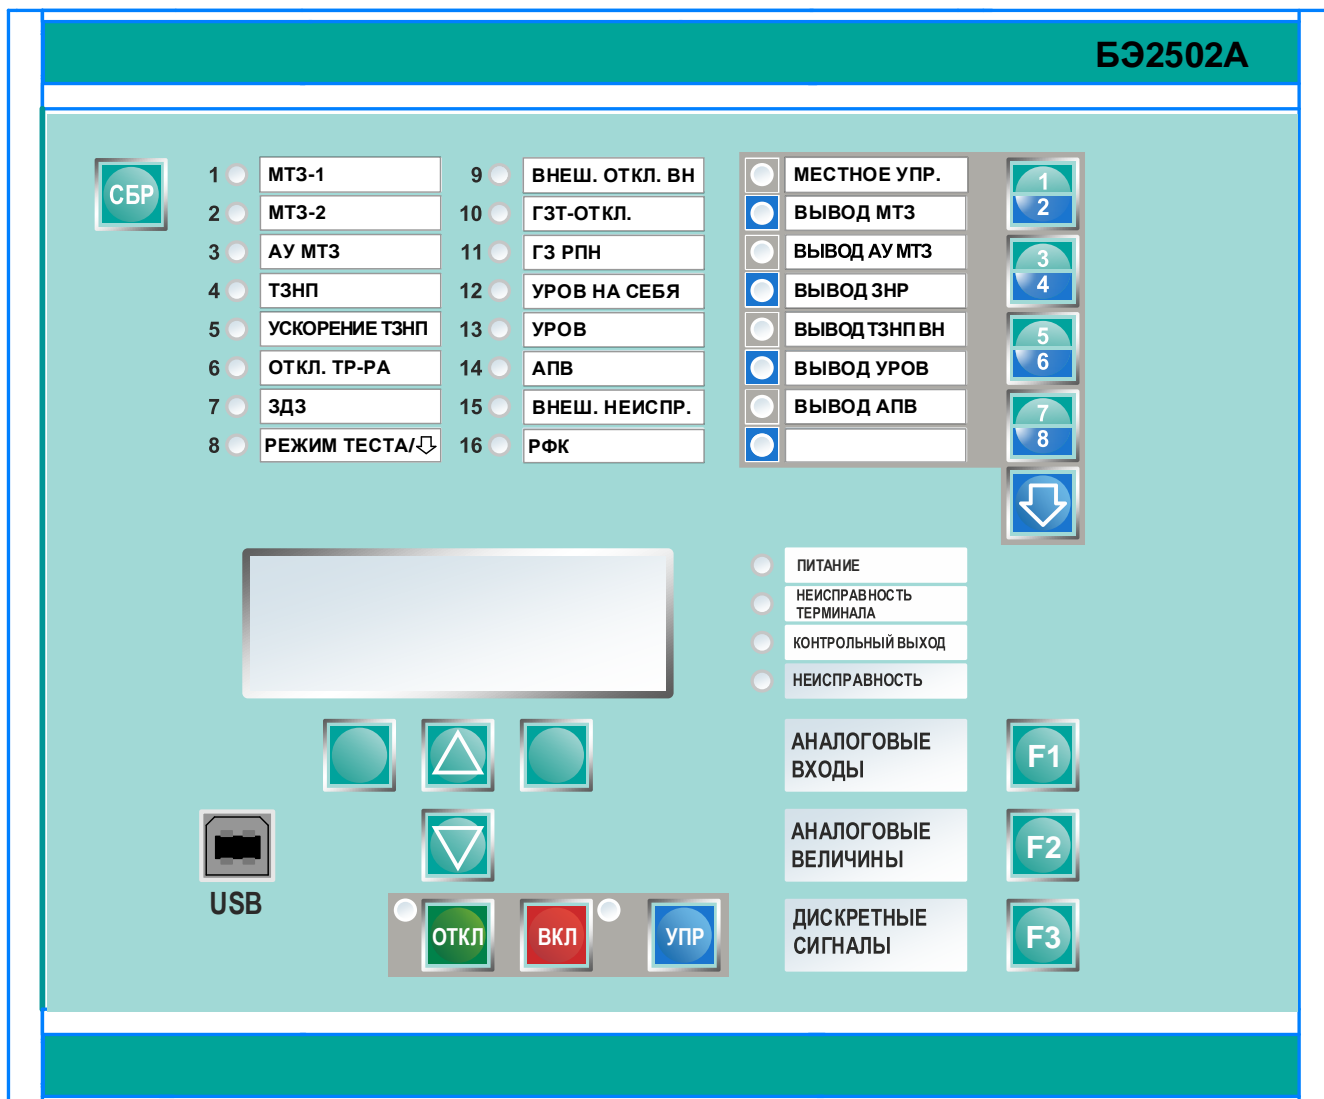 БЭ2502А
СБР
1 МТЗ-1
2 МТЗ-2
3 АУ МТЗ
4 ТЗНП
5 УСКОРЕНИЕ ТЗНП
6 ОТКЛ. ТР-РА
7 ЗДЗ
8 РЕЖИМ ТЕСТА/
9 ВНЕШ. ОТКЛ. ВН
10 ГЗТ-ОТКЛ.
11 ГЗ РПН
12 УРОВ НА СЕБЯ
13 УРОВ
14 АПВ
15 ВНЕШ. НЕИСПР.
16 РФК
МЕСТНОЕ УПР.
ВЫВОД МТЗ
ВЫВОД АУ МТЗ
ВЫВОД ЗНР
ВЫВОД ТЗНП ВН
ВЫВОД УРОВ
ВЫВОД АПВ
1
2
3
4
5
6
7
8
ПИТАНИЕ
НЕИСПРАВНОСТЬ
ТЕРМИНАЛА
КОНТРОЛЬНЫЙ ВЫХОД
НЕИСПРАВНОСТЬ
АНАЛОГОВЫЕ
ВХОДЫ
F1
АНАЛОГОВЫЕ
ВЕЛИЧИНЫ
F2
ДИСКРЕТНЫЕ
СИГНАЛЫ
F3
USB
ОТКЛ
ВКЛ
УПР